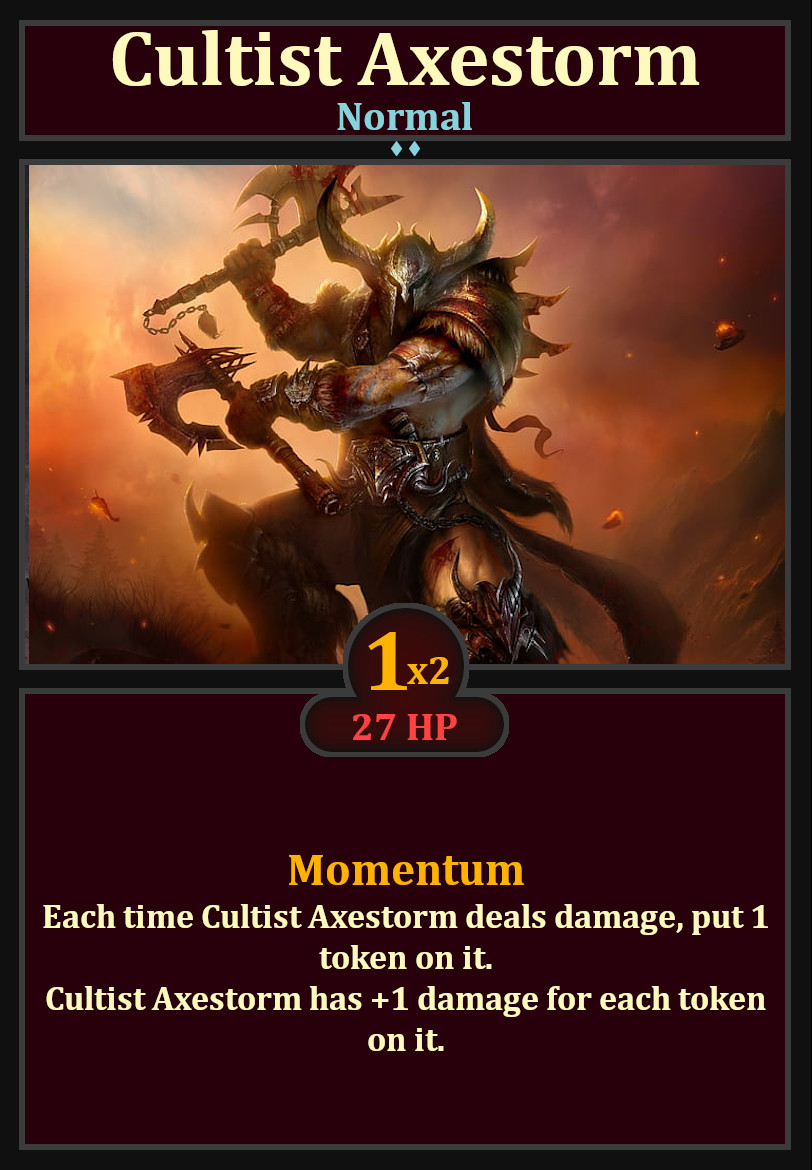 Cultist Axestorm
Normal
1x2
27 HP
Momentum
Each time Cultist Axestorm deals damage, put 1
token on it.
Cultist Axestorm has +1 damage for each token
on it.